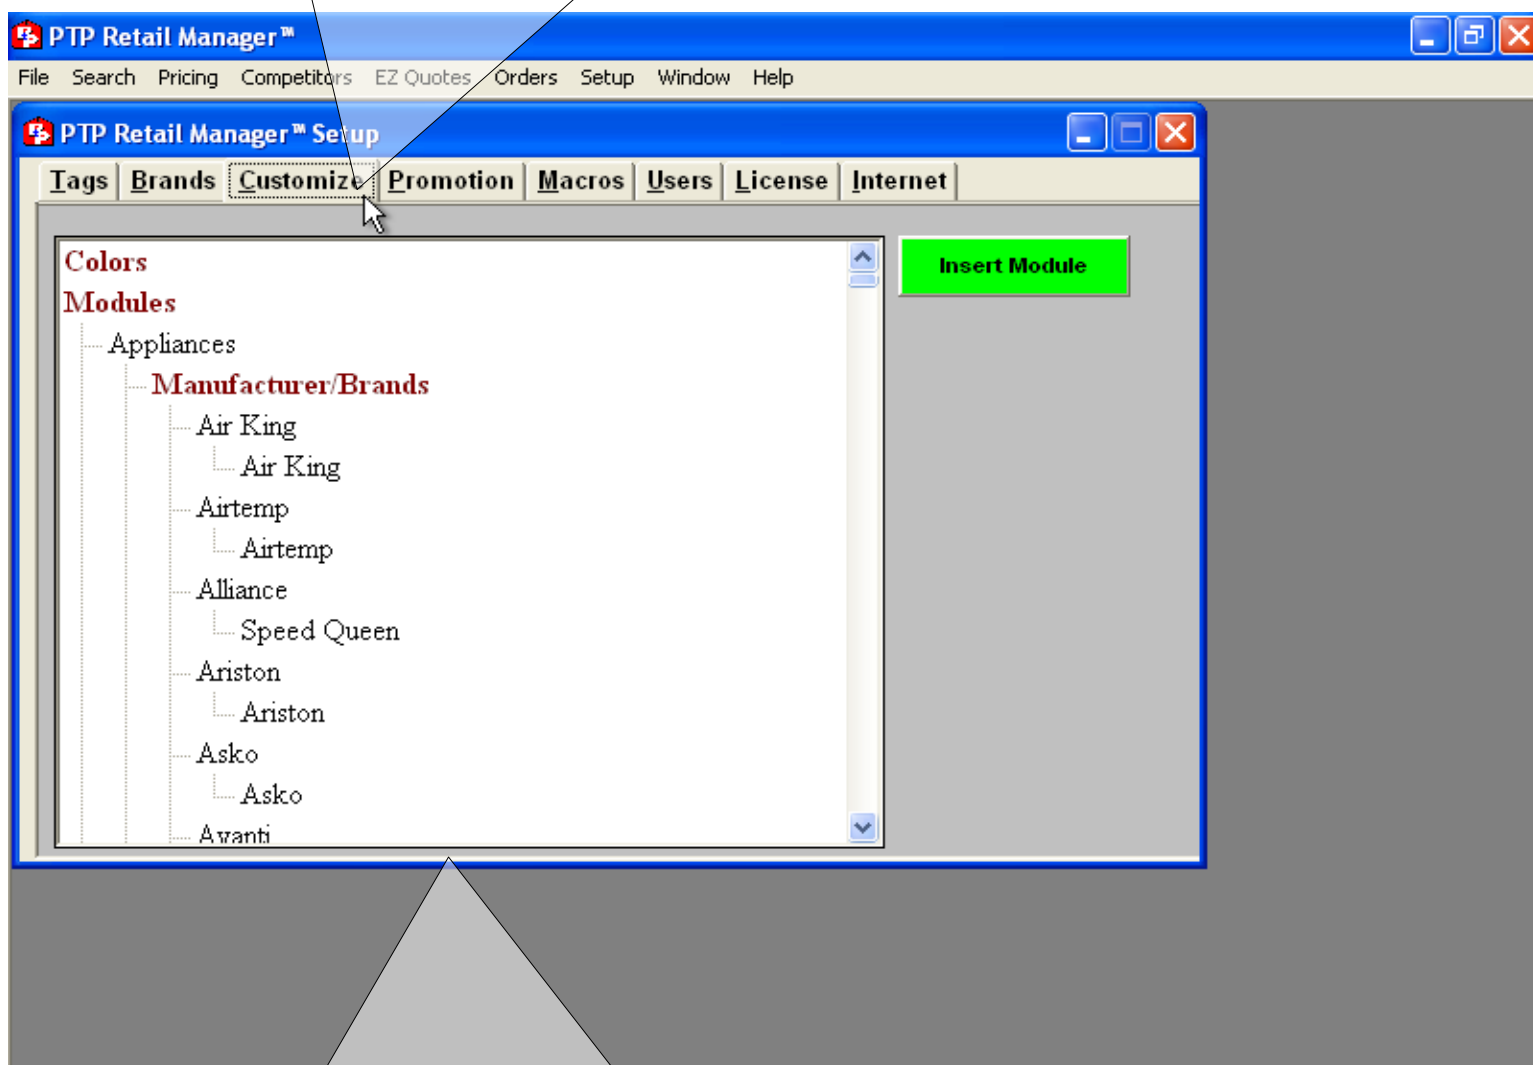 PTP Retail Manager™
File Search Pricing Competitors EZ Quotes Orders Setup Window Help
PTP Retail Manager™ Setup
Tags Brands Customize Promotion Macros Users License Internet
Colors
Insert Module
Modules
Appliances
Manufacturer/Brands
Air King
Air King
Airtemp
Airtemp
Alliance
Speed Queen
Ariston
Ariston
Asko
Asko
Avanti